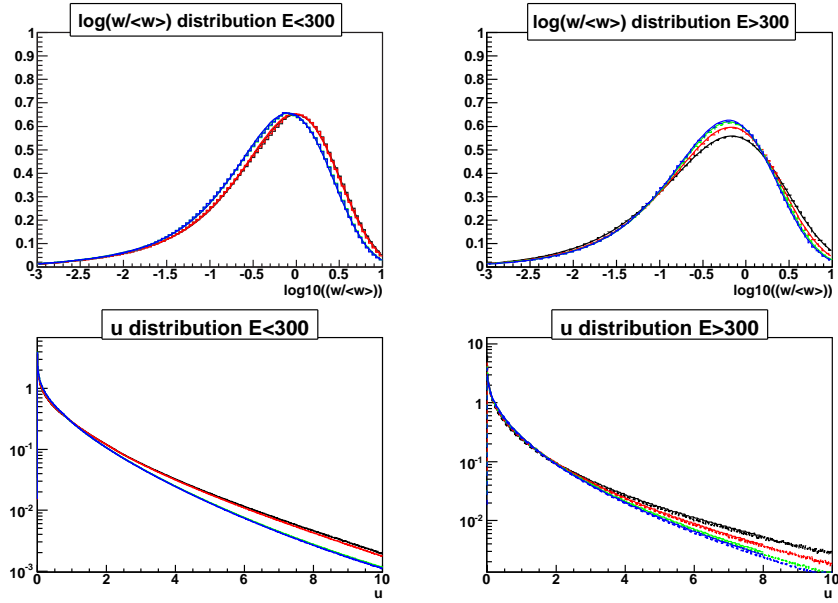 log(w/<w>) distribution E<300
1
0.9
0.8
0.7
0.6
0.5
0.4
0.3
0.2
0.1
0
-3 -2.5 -2 -1.5 -1 -0.5 0 0.5 1
log10((w/<w>))
log(w/<w>) distribution E>300
1
0.9
0.8
0.7
0.6
0.5
0.4
0.3
0.2
0.1
0
-3 -2.5 -2 -1.5 -1 -0.5 0 0.5 1
log10((w/<w>))
u distribution E<300
1
10⁻¹
10⁻²
10⁻³
0 2 4 6 8 10
u
u distribution E>300
10
1
10⁻¹
10⁻²
0 2 4 6 8 10
u